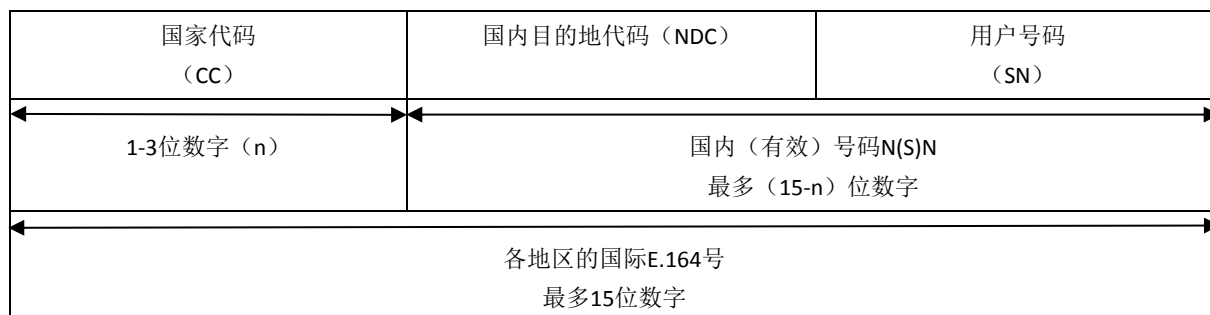 国家代码
（CC）
国内目的地代码（NDC）
用户号码
（SN）
1-3位数字（n）
国内（有效）号码N(S)N
最多（15-n）位数字
各地区的国际E.164号
最多15位数字